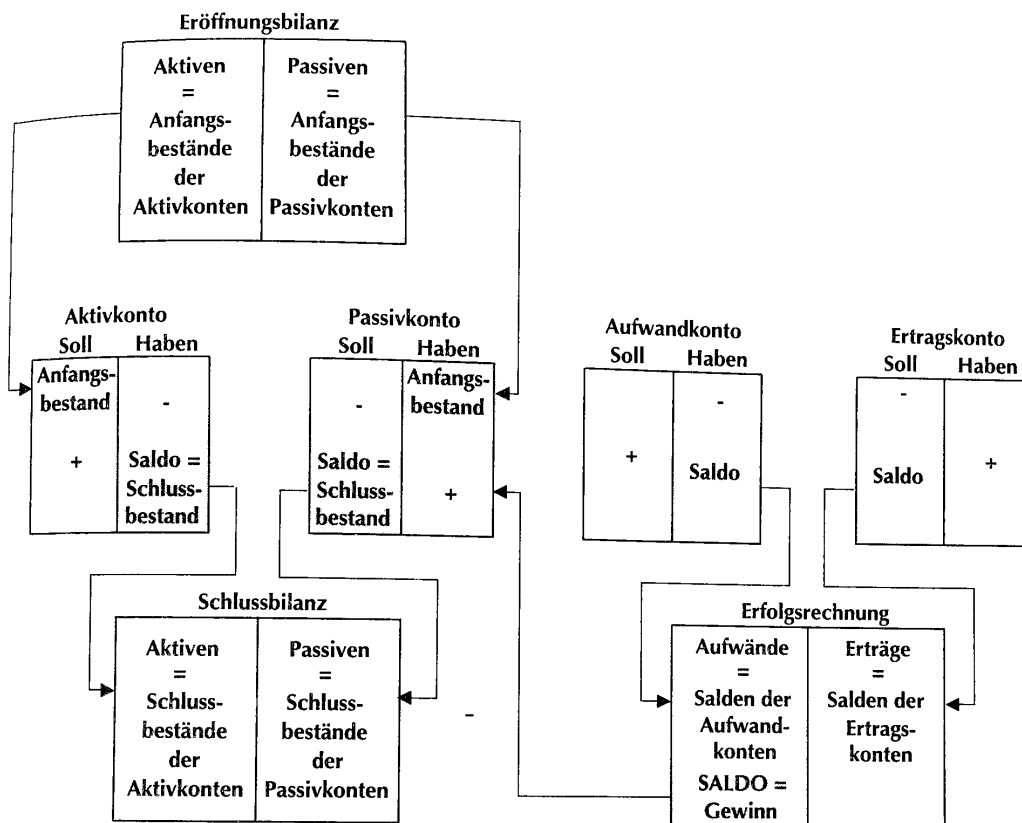 Eröffnungsbilanz
Aktiven
=
Anfangs-
bestände
der
Aktivkonten
Passiven
=
Anfangs-
bestände
der
Passivkonten
Aktivkonto
Soll Haben
Anfangs-
bestand
-
+
Saldo =
Schluss-
bestand
Passivkonto
Soll Haben
-
Saldo =
Schluss-
bestand
Anfangs-
bestand
+
Aufwandkonto
Soll Haben
+
-
Saldo
Ertragskonto
Soll Haben
-
Saldo
+
Schlussbilanz
Aktiven
=
Schluss-
bestände
der
Aktivkonten
Passiven
=
Schluss-
bestände
der
Passivkonten
-
Erfolgsrechnung
Aufwände
=
Salden der
Aufwand-
konten
SALDO =
Gewinn
Erträge
=
Salden der
Ertrags-
konten